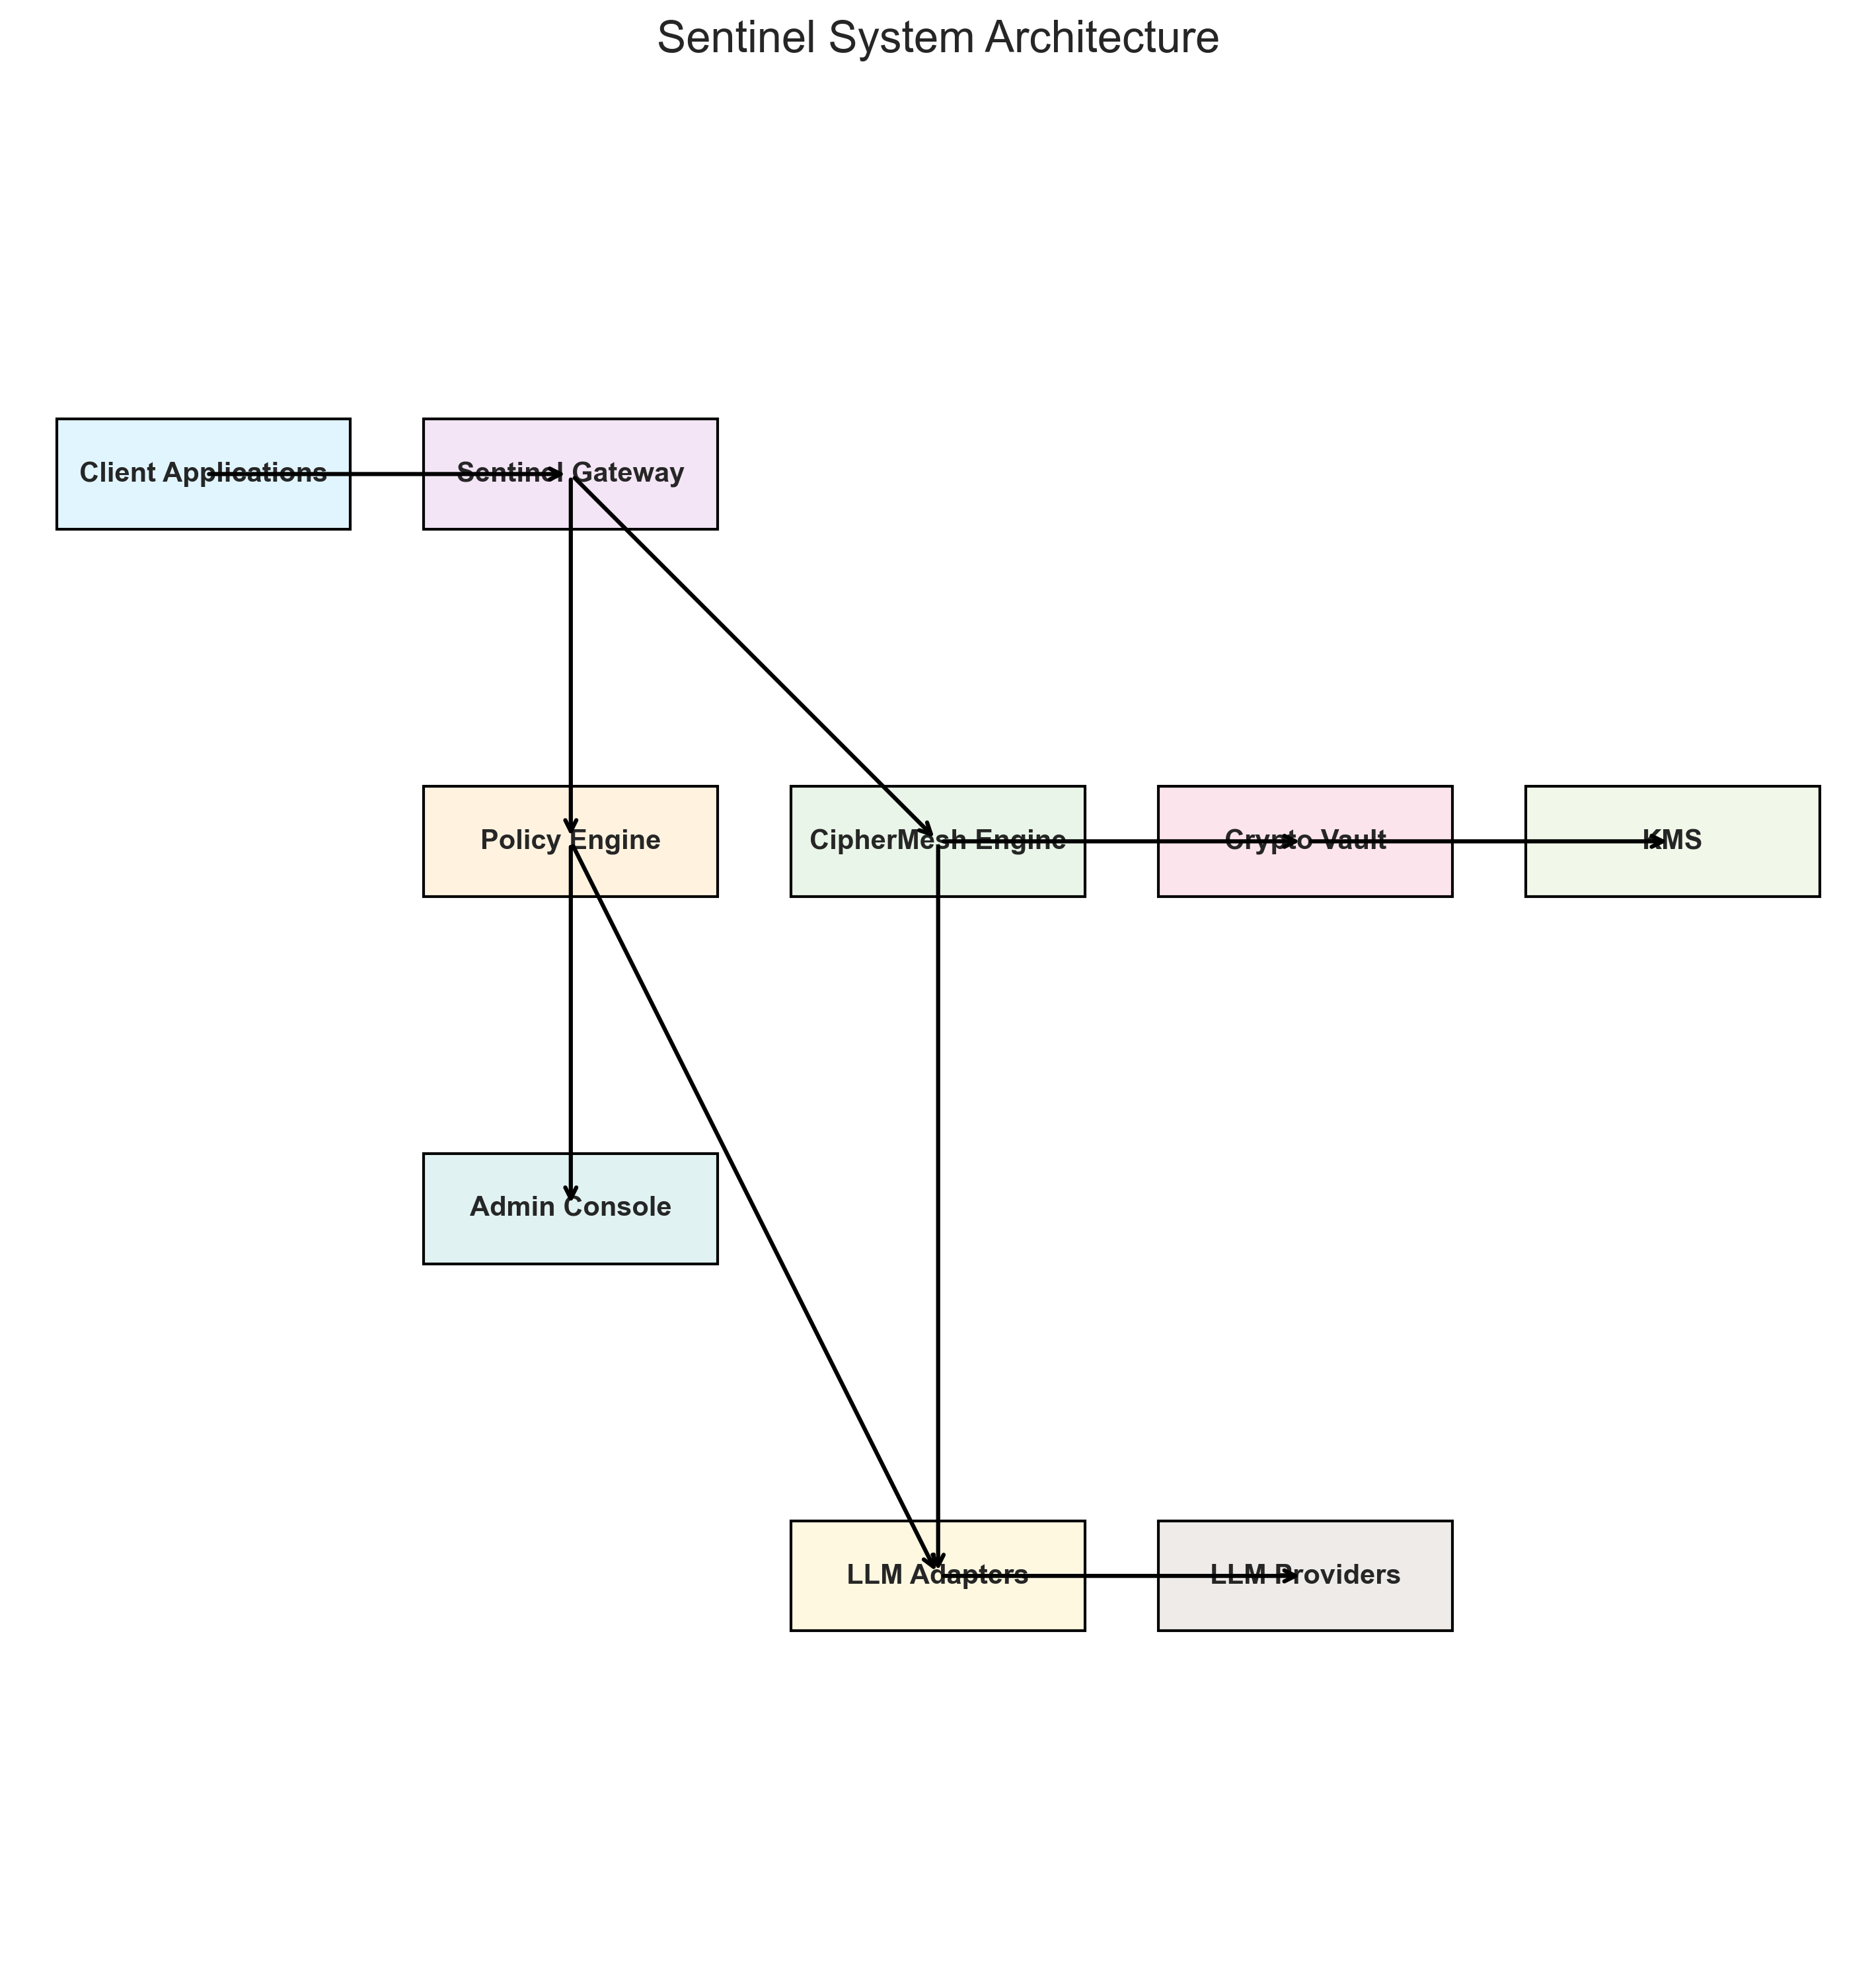 Sentinel System Architecture
Client Applications
Sentinel Gateway
Policy Engine
CipherMesh Engine
Crypto Vault
KMS
Admin Console
LLM Adapters
LLM Providers